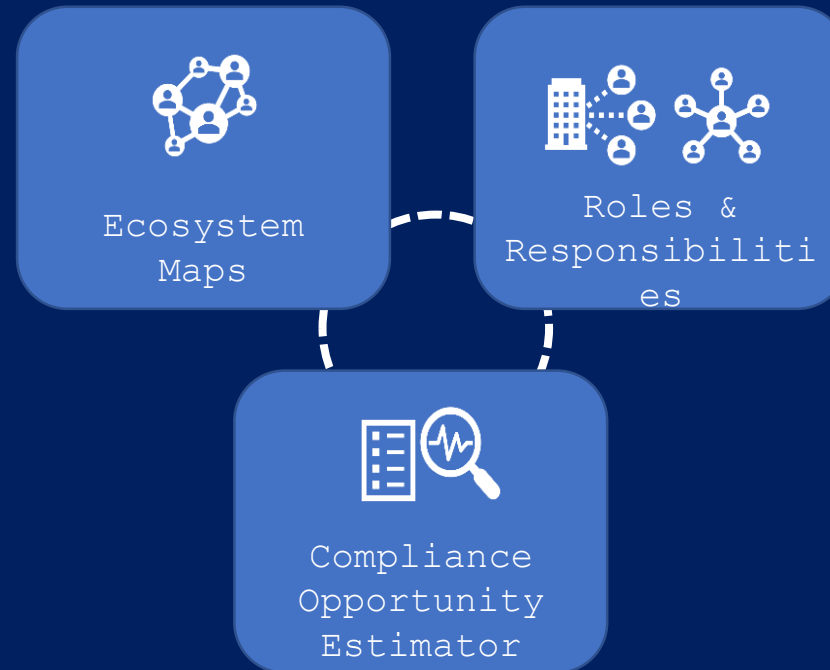 Ecosystem
Maps
Roles &
Responsibiliti
es
Compliance
Opportunity
Estimator